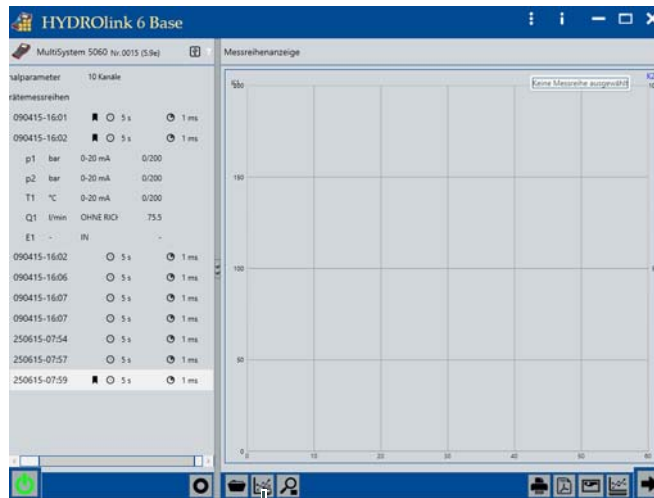 HYDROlink 6 Base
MultiSystem 5060 Nr.0015 (5.9e)
Messreihenanzeige
nalparameter 10 Kanäle
rätemessreihen
090415-16:01 5 s 1 ms
090415-16:02 5 s 1 ms
p1 bar 0-20 mA 0/200
p2 bar 0-20 mA 0/200
T1 °C 0-20 mA 0/200
Q1 l/min OHNE RICH 75.5
E1 - IN -
090415-16:02 5 s 1 ms
090415-16:06 5 s 1 ms
090415-16:07 5 s 1 ms
090415-16:07 5 s 1 ms
250615-07:54 5 s 1 ms
250615-07:57 5 s 1 ms
250615-07:59 5 s 1 ms
Keine Messreihe ausgewählt
K2
200
150
100
50
0
0 10 20 30 40 50 60